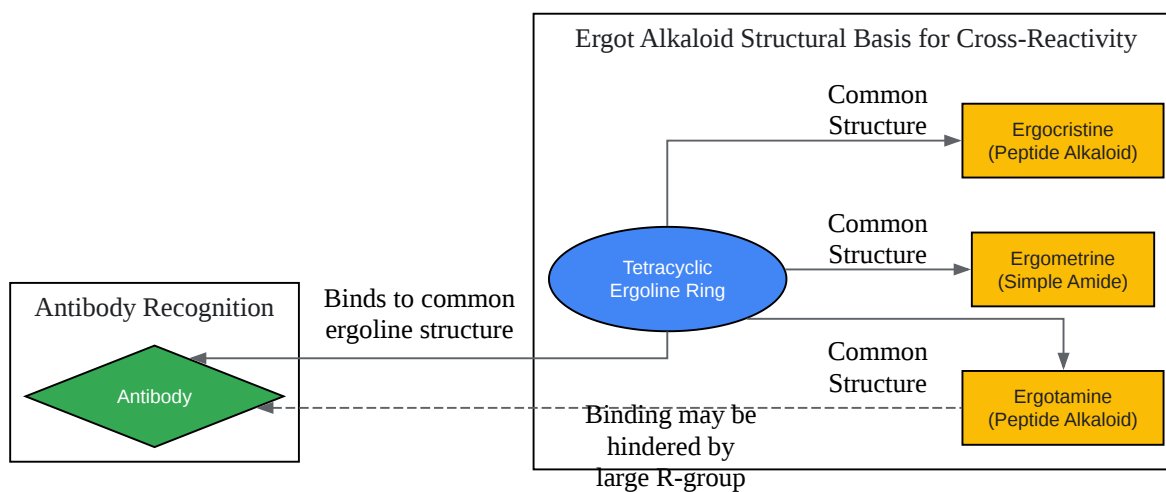 Ergot Alkaloid Structural Basis for Cross-Reactivity
Common
Structure
Ergocristine
(Peptide Alkaloid)
Common
Structure
Ergometrine
(Simple Amide)
Tetracyclic
Ergoline Ring
Antibody Recognition
Binds to common
ergoline structure
Common
Structure
Antibody
Ergotamine
(Peptide Alkaloid)
Binding may be
hindered by
large R-group